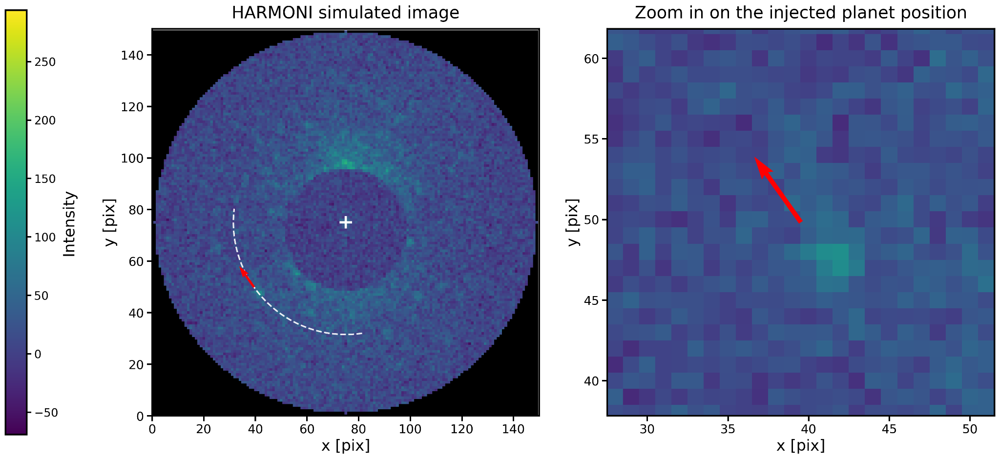 HARMONI simulated image
Zoom in on the injected planet position
250
200
150
100
50
0
−50
Intensity
140
120
100
80
60
40
20
0
y [pix]
0 20 40 60 80 100 120 140
x [pix]
60
55
50
45
40
y [pix]
30 35 40 45 50
x [pix]